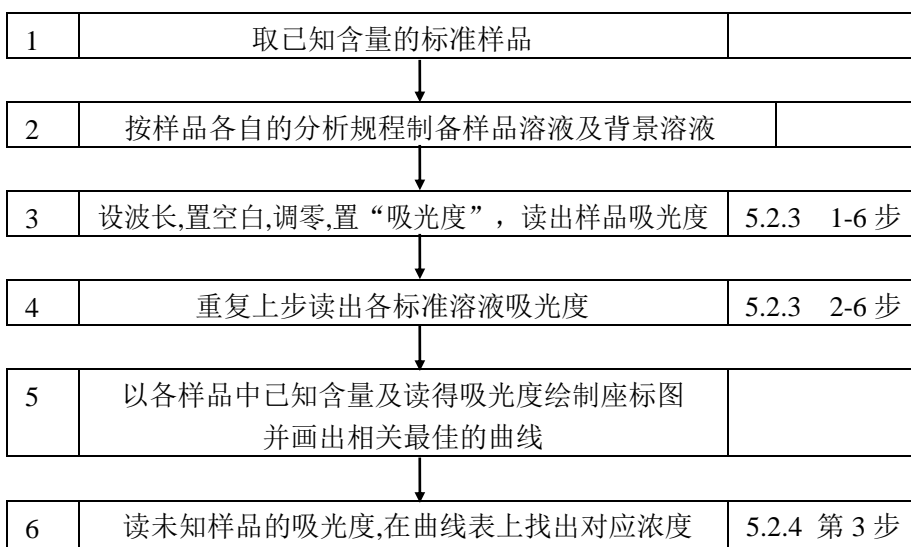 1 取已知含量的标准样品
2 按样品各自的分析规程制备样品溶液及背景溶液
3 设波长,置空白,调零,置“吸光度”，读出样品吸光度 5.2.3 1-6 步
4 重复上步读出各标准溶液吸光度 5.2.3 2-6 步
5 以各样品中已知含量及读得吸光度绘制座标图
并画出相关最佳的曲线
6 读未知样品的吸光度,在曲线表上找出对应浓度 5.2.4 第 3 步